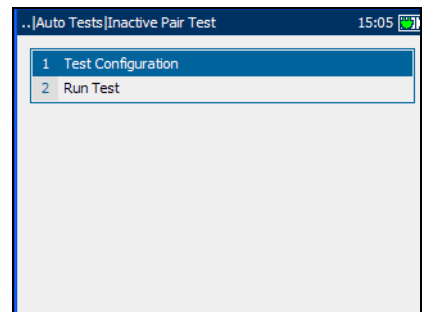 ..|Auto Tests|Inactive Pair Test 15:05
1 Test Configuration
2 Run Test